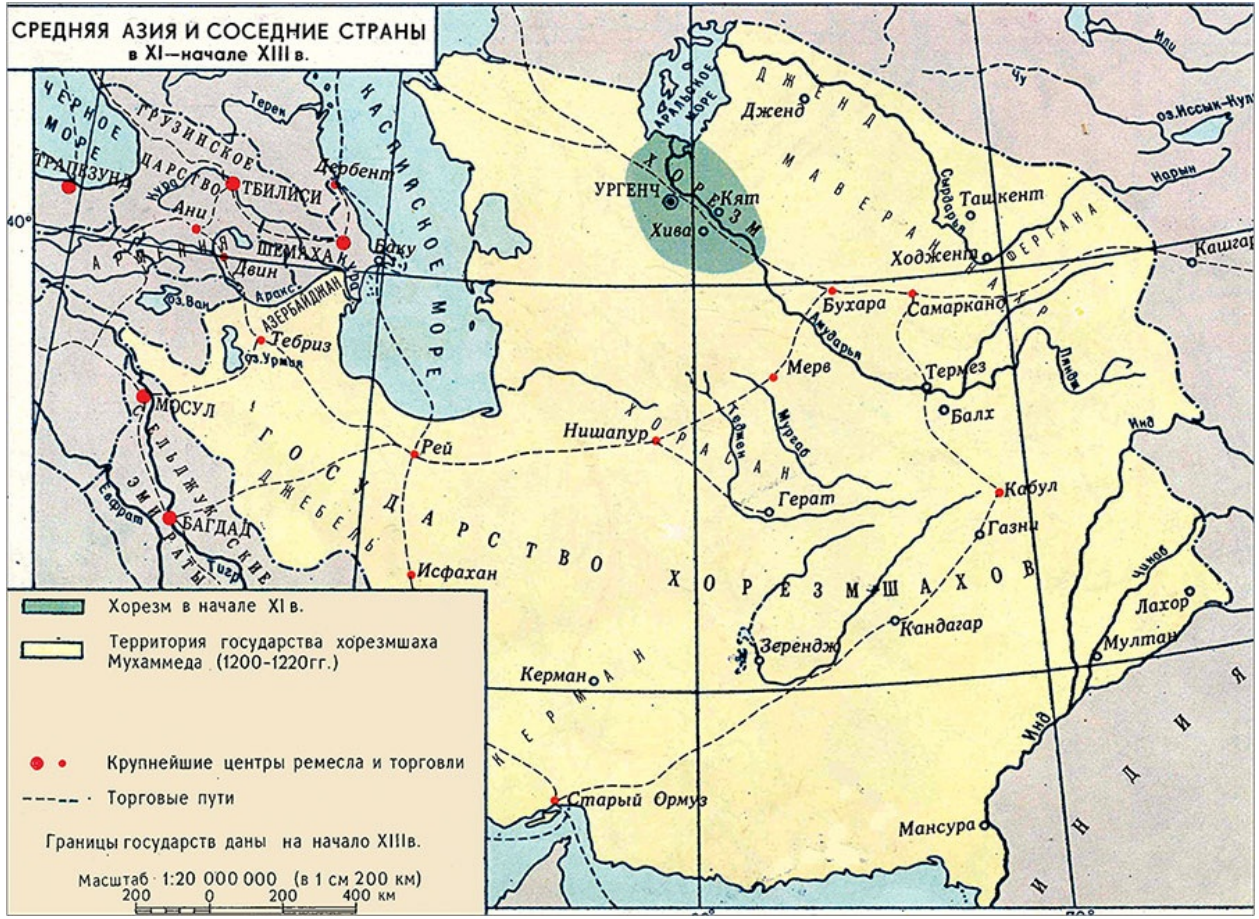 СРЕДНЯЯ АЗИЯ И СОСЕДНИЕ СТРАНЫ
в XI—начале XIII в.
ЧЕРНОЕ
МОРЕ
ГРУЗИНСКОЕ
ЦАРСТВО
Терек
КАСПИЙСКОЕ МОРЕ
АРАЛЬСКОЕ
МОРЕ
ДЖЕНД
Дженд
Или
Чу
оз.Иссык-Куль
Нарын
ТРАПЕЗУНД
Кура
ТБИЛИСИ
Дербент
ХОРЕЗМ
УРГЕНЧ
Кят
Хива
МАВЕРАННАХР
Сырдарья
Ташкент
Ходжент
ФЕРГАНА
Кашгар
40°
Ани
АРМЕНИЯ
ШЕМАХА
Баку
Двин
Кура
Аракс
оз.Ван
АЗЕРБАЙДЖАН
Тебриз
оз.Урмия
Бухара
Самарканд
Амударья
Мерв
Термез
Пяндж
Балх
МОСУЛ
СЕЛЬДЖУКСКИЕ
ЭМИРАТЫ
Рей
Нишапур
ХОРАСАН
Теджен
Мургаб
Герат
Инд
Кабул
Газни
Евфрат
БАГДАД
Тигр
ДЖЕБЕЛЬ
ГОСУДАРСТВО ХОРЕЗМШАХОВ
Исфахан
Чинаб
Лахор
Кандагар
Зерендж
Мултан
Керман
КЕРМАН
Инд
ИНДИЯ
Старый Ормуз
Мансура
Хорезм в начале XI в.
Территория государства хорезмшаха
Мухаммеда (1200-1220гг.)
Крупнейшие центры ремесла и торговли
Торговые пути
Границы государств даны на начало XIIIв.
Масштаб 1:20 000 000 (в 1 см 200 км)
200 0 200 400 км